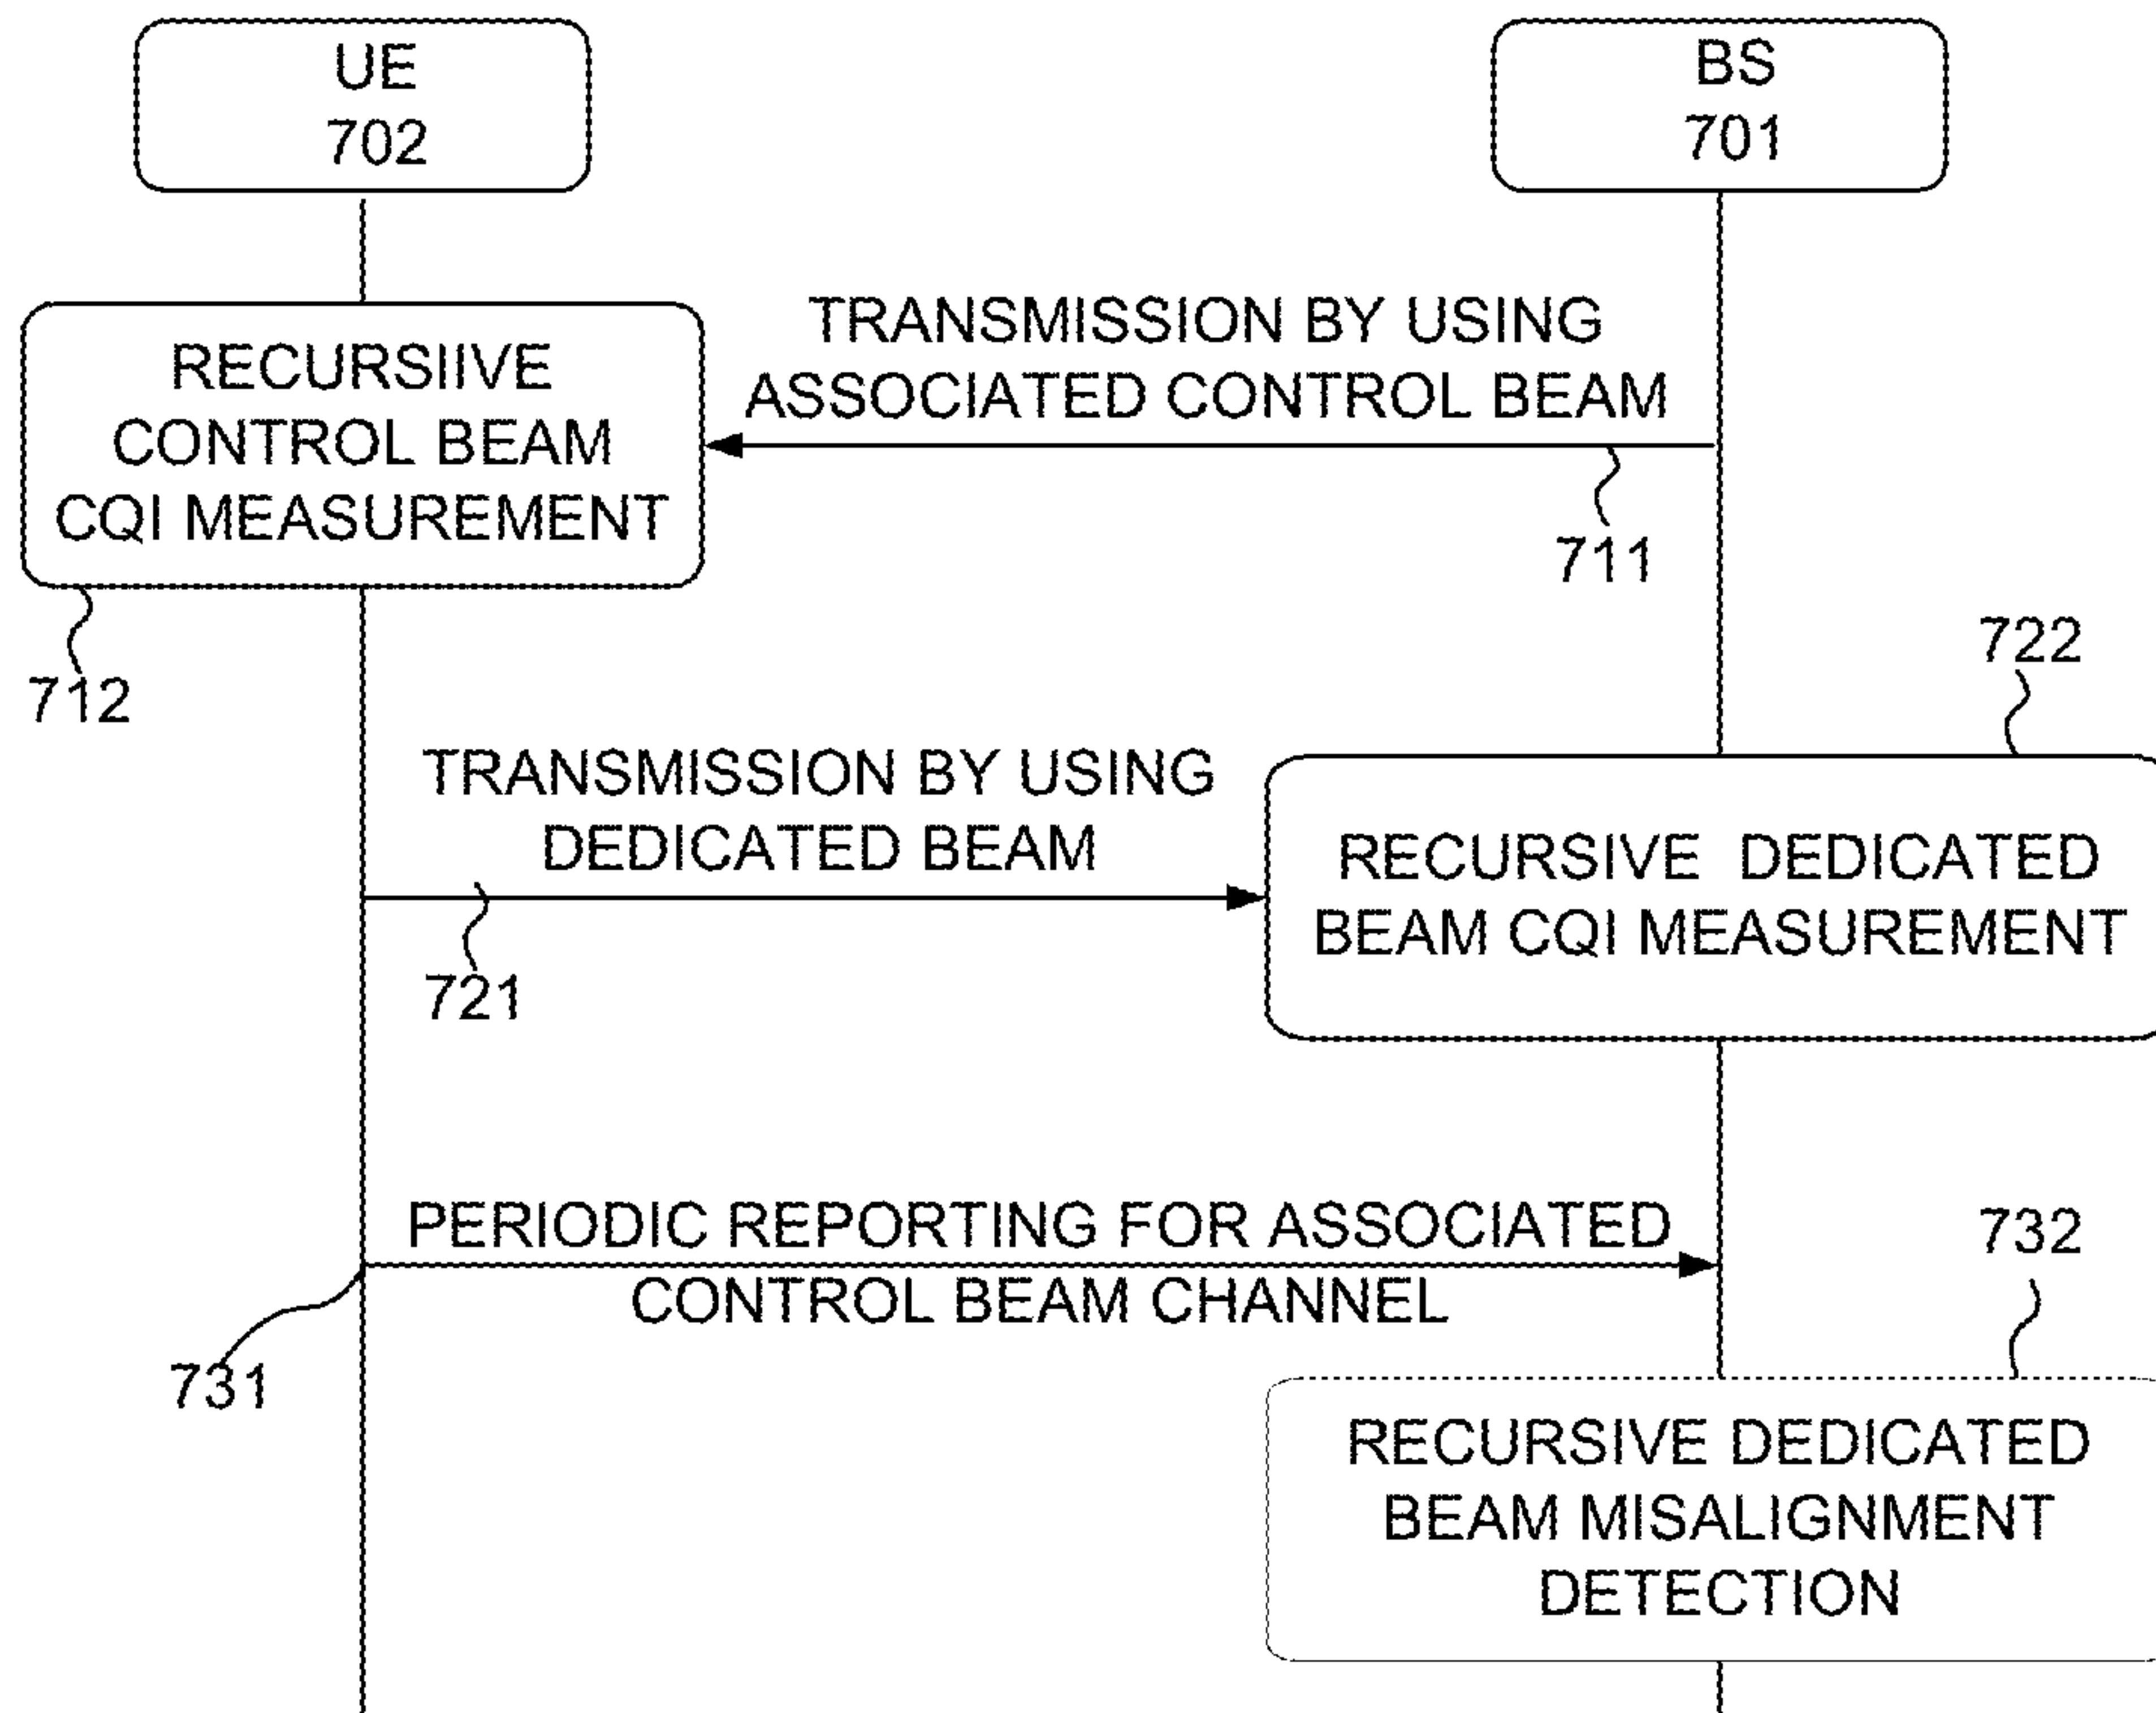 UE
702
BS
701
TRANSMISSION BY USING
ASSOCIATED CONTROL BEAM
711
RECURSIIVE
CONTROL BEAM
CQI MEASUREMENT
712
722
TRANSMISSION BY USING
DEDICATED BEAM
721
RECURSIVE DEDICATED
BEAM CQI MEASUREMENT
PERIODIC REPORTING FOR ASSOCIATED
CONTROL BEAM CHANNEL
731
732
RECURSIVE DEDICATED
BEAM MISALIGNMENT
DETECTION